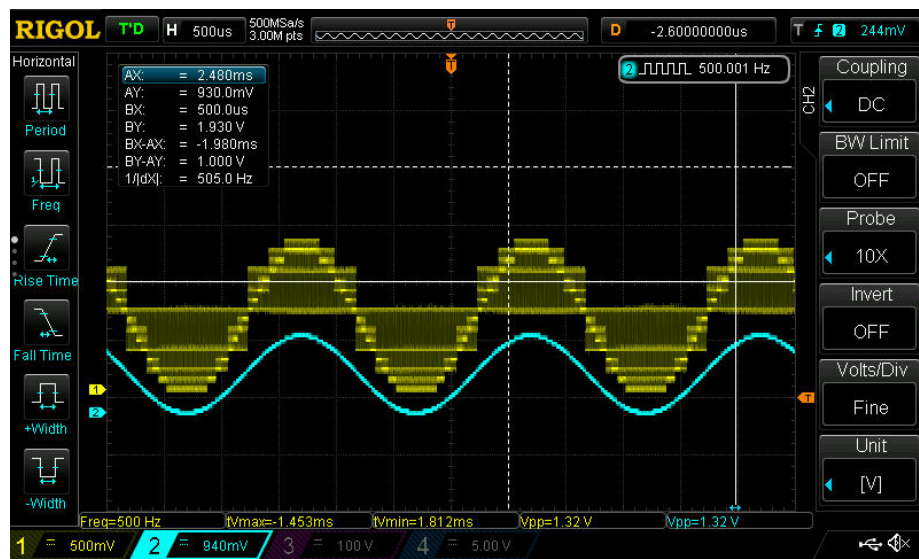 RIGOL T'D H 500us 500MSa/s 3.00M pts T D -2.60000000us T 2 244mV
Horizontal
Period
Freq
Rise Time
Fall Time
+Width
-Width
AX: = 2.480ms
AY: = 930.0mV
BX: = 500.0us
BY: = 1.930 V
BX-AX: = -1.980ms
BY-AY: = 1.000 V
1/|dX|: = 505.0 Hz
T
2 500.001 Hz
1
2
T
CH2
Coupling
DC
BW Limit
OFF
Probe
10X
Invert
OFF
Volts/Div
Fine
Unit
[V]
Freq=500 Hz tVmax=-1.453ms tVmin=1.812ms Vpp=1.32 V Vpp=1.32 V
1 = 500mV 2 = 940mV 3 = 100 V 4 = 5.00 V